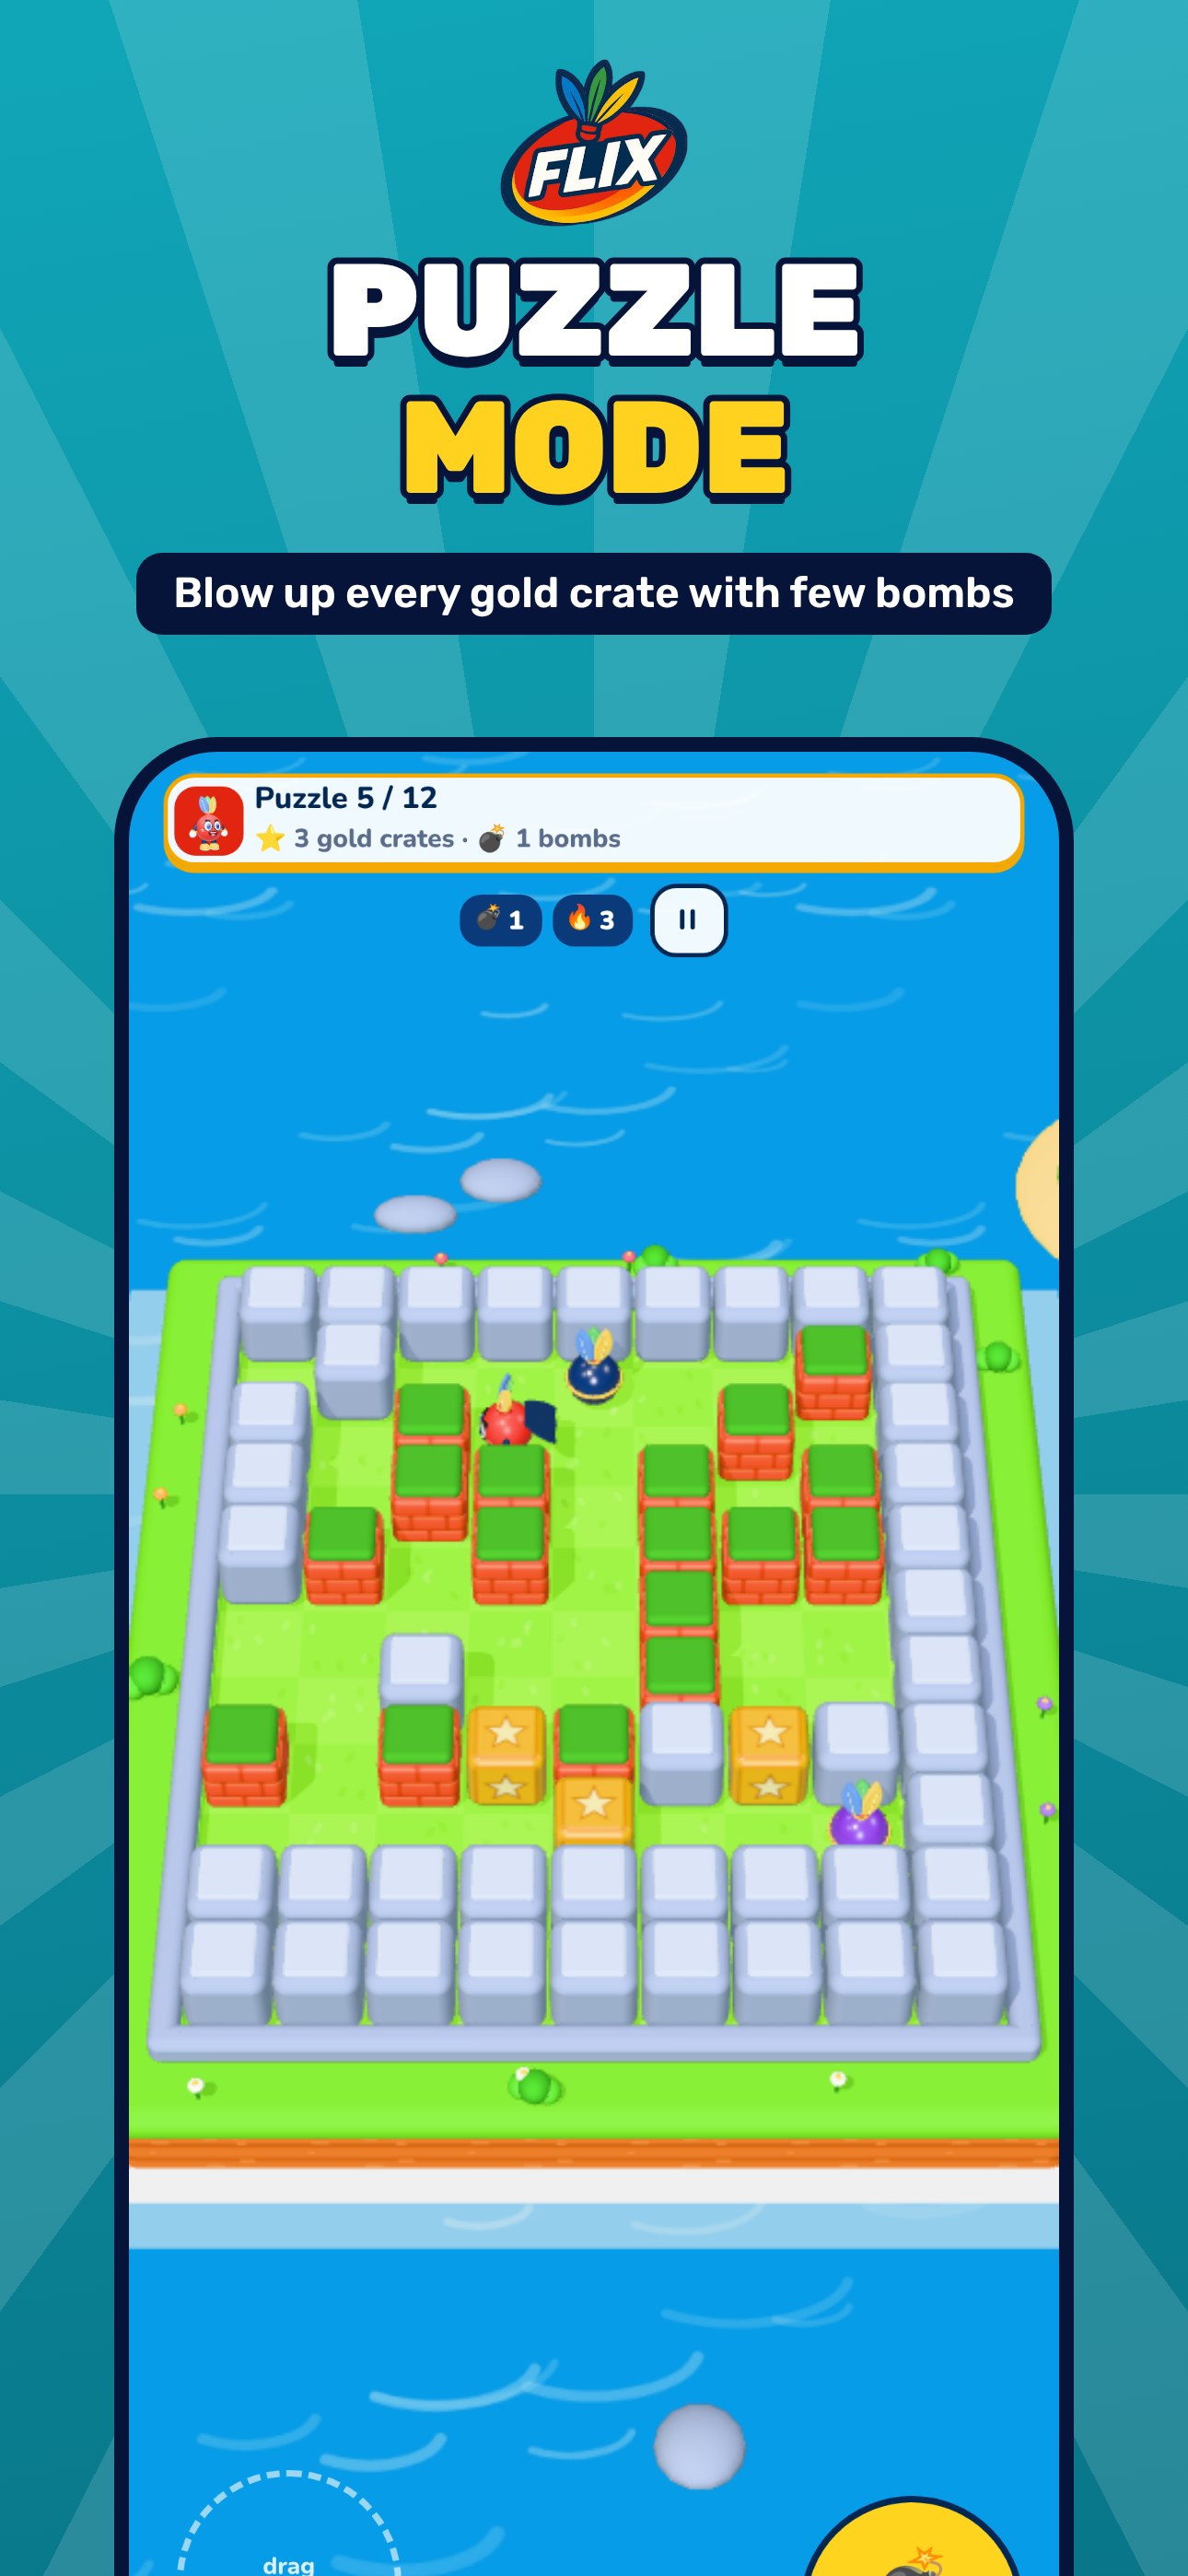 FLIX
PUZZLE
MODE
Blow up every gold crate with few bombs
Puzzle 5 / 12
⭐ 3 gold crates · 💣 1 bombs
💣 1 🔥 3
drag